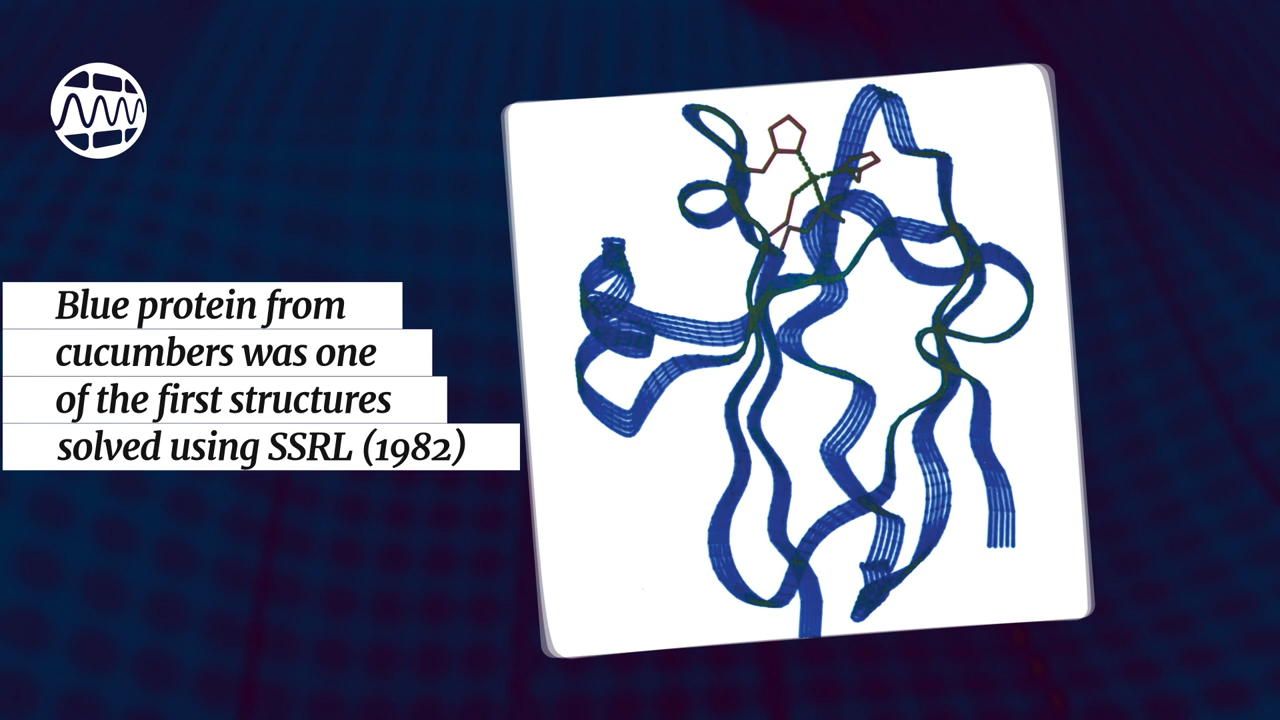 Blue protein from
cucumbers was one
of the first structures
solved using SSRL (1982)